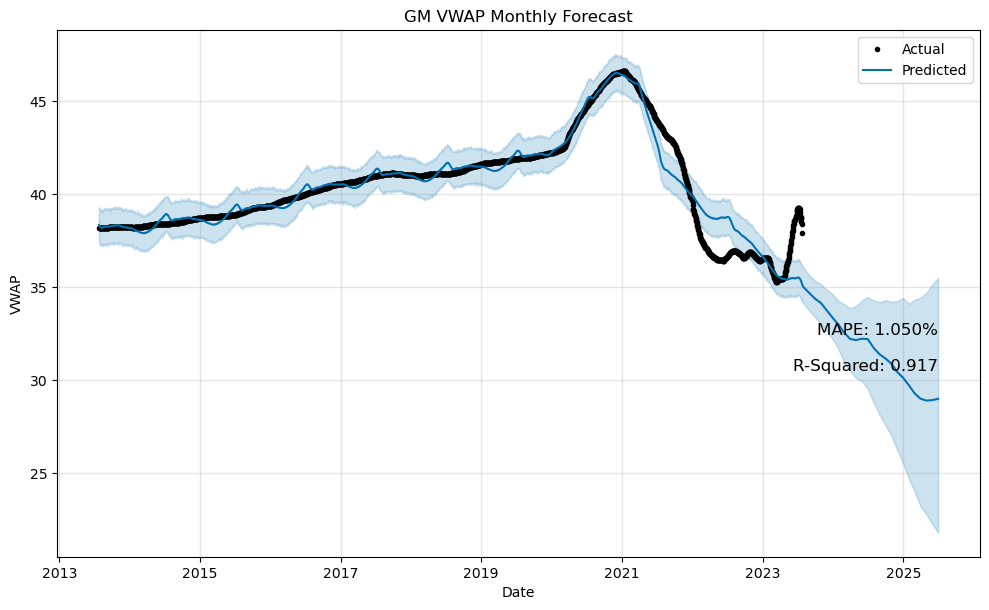 GM VWAP Monthly Forecast
Actual
Predicted
45
40
35
30
25
VWAP
MAPE: 1.050%
R-Squared: 0.917
2013
2015
2017
2019
2021
2023
2025
Date